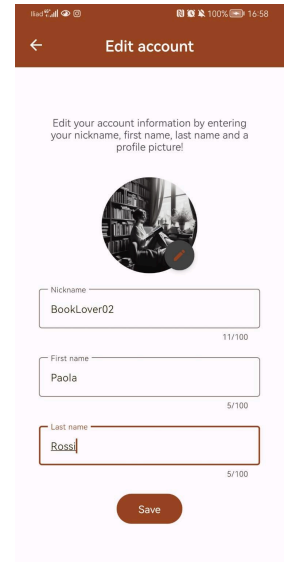 Iliad 100% 16:58
Edit account
Edit your account information by entering
your nickname, first name, last name and a
profile picture!
Nickname
BookLover02
11/100
First name
Paola
5/100
Last name
Rossi
5/100
Save